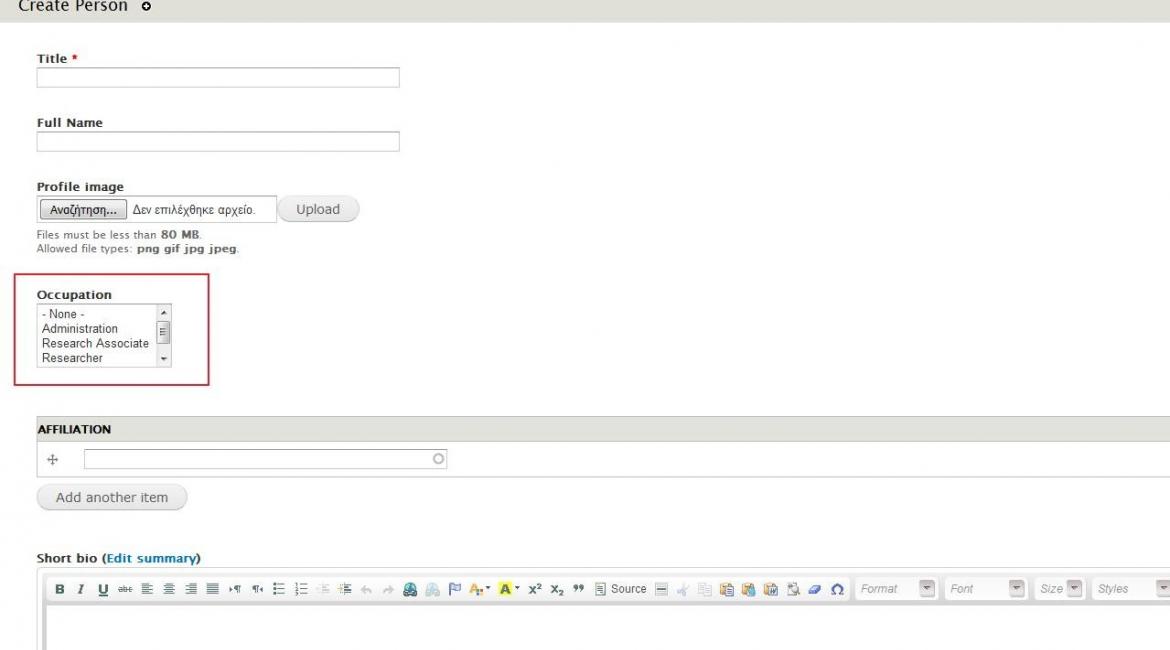 Create Person
Title *
Full Name
Profile image
Αναζήτηση... Δεν επιλέχθηκε αρχείο. Upload
Files must be less than 80 MB.
Allowed file types: png gif jpg jpeg.
Occupation
- None -
Administration
Research Associate
Researcher
AFFILIATION
Add another item
Short bio (Edit summary)
B I U abc X² X₂ Source Format Font Size Styles